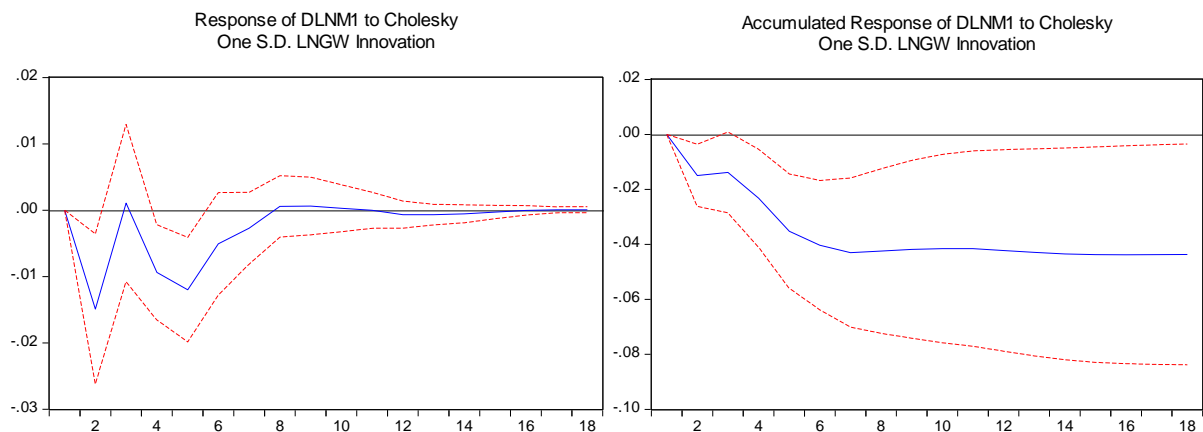 Response of DLNM1 to Cholesky
One S.D. LNGW Innovation
.02
.01
.00
-.01
-.02
-.03
2 4 6 8 10 12 14 16 18
Accumulated Response of DLNM1 to Cholesky
One S.D. LNGW Innovation
.02
.00
-.02
-.04
-.06
-.08
-.10
2 4 6 8 10 12 14 16 18